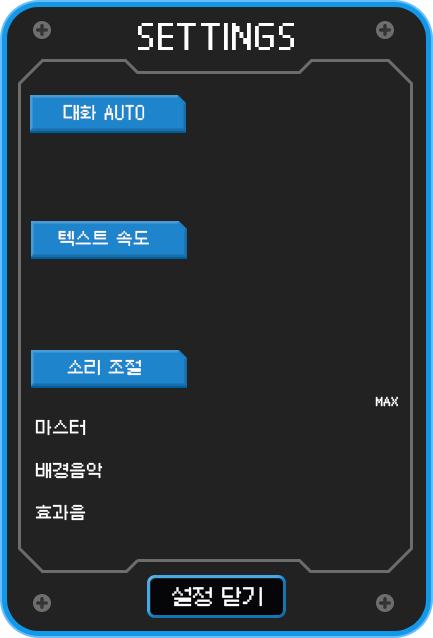 SETTINGS
대화 AUTO
텍스트 속도
소리 조절
MAX
마스터
배경음악
효과음
설정 닫기